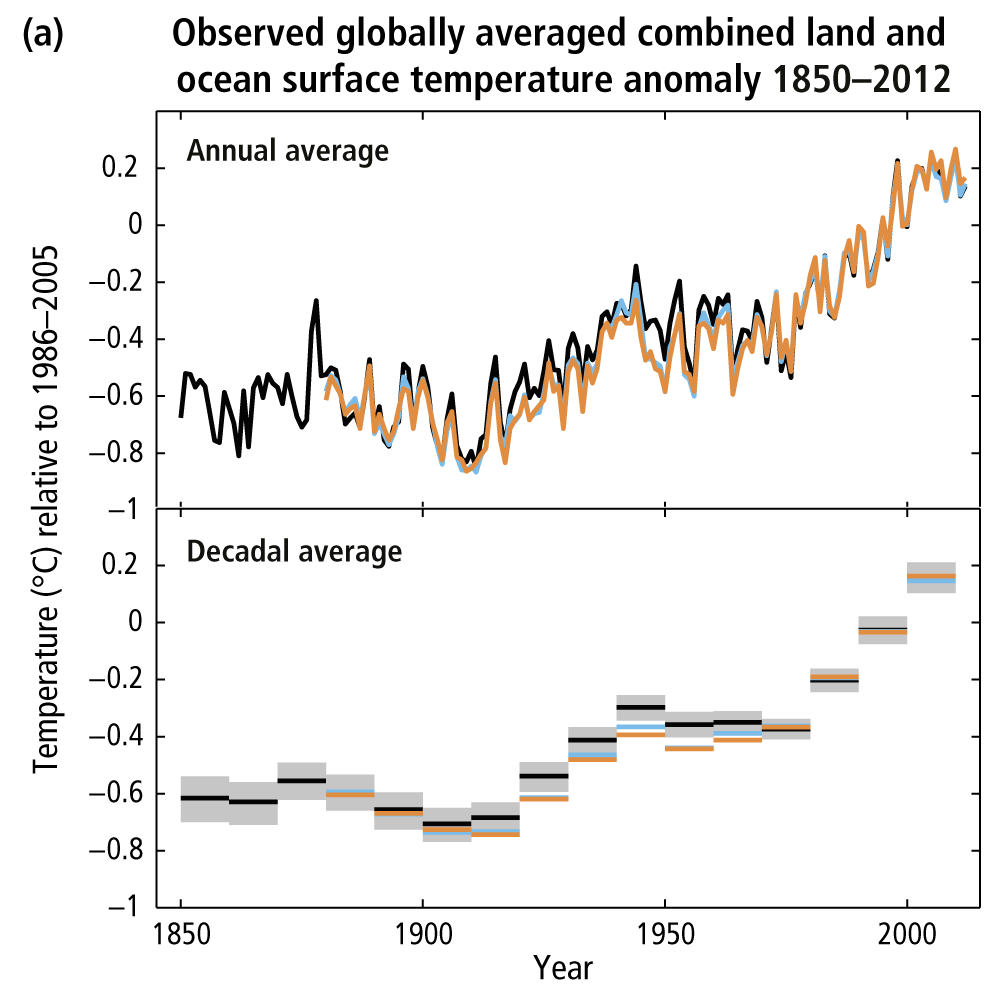 (a)
Observed globally averaged combined land and
ocean surface temperature anomaly 1850–2012
Temperature (°C) relative to 1986–2005
Annual average
0.2
0
−0.2
−0.4
−0.6
−0.8
−1
Decadal average
0.2
0
−0.2
−0.4
−0.6
−0.8
−1
1850 1900 1950 2000
Year